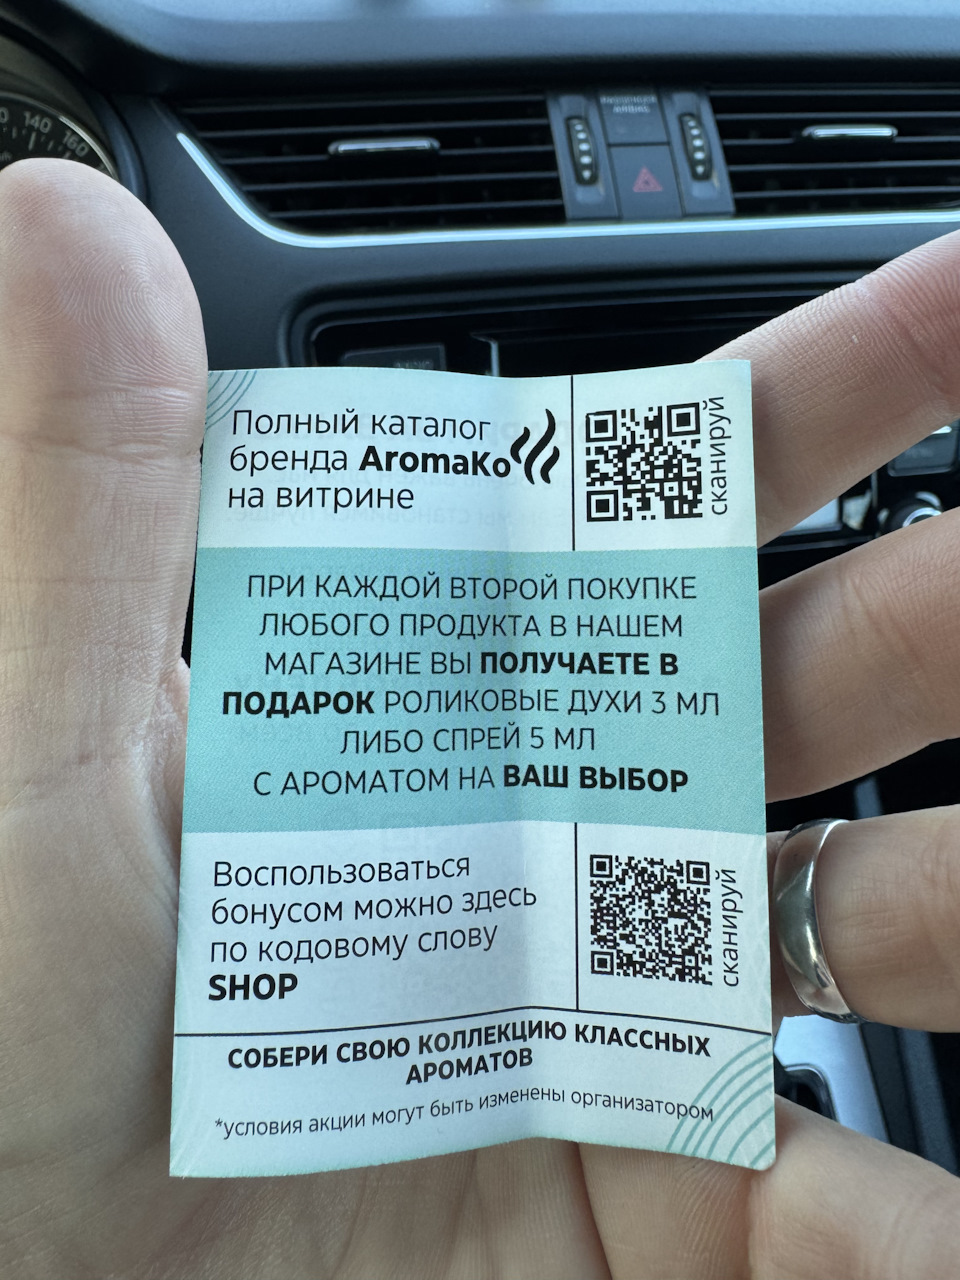 140
160
Полный каталог
бренда AromaKo
на витрине
сканируй
ПРИ КАЖДОЙ ВТОРОЙ ПОКУПКЕ
ЛЮБОГО ПРОДУКТА В НАШЕМ
МАГАЗИНЕ ВЫ ПОЛУЧАЕТЕ В
ПОДАРОК РОЛИКОВЫЕ ДУХИ 3 МЛ
ЛИБО СПРЕЙ 5 МЛ
С АРОМАТОМ НА ВАШ ВЫБОР
Воспользоваться
бонусом можно здесь
по кодовому слову
SHOP
сканируй
СОБЕРИ СВОЮ КОЛЛЕКЦИЮ КЛАССНЫХ
АРОМАТОВ
*условия акции могут быть изменены организатором